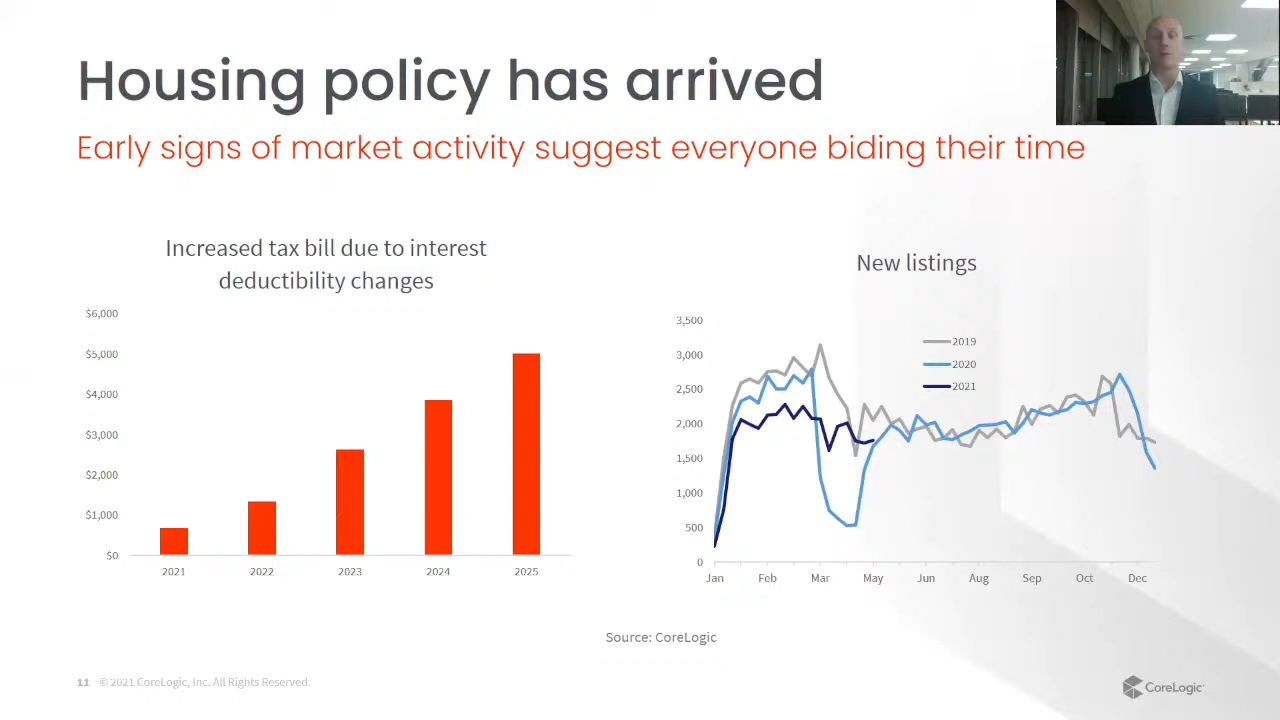 Housing policy has arrived
Early signs of market activity suggest everyone biding their time
Increased tax bill due to interest
deductibility changes
$6,000
$5,000
$4,000
$3,000
$2,000
$1,000
$0
2021 2022 2023 2024 2025
New listings
3,500
3,000
2,500
2,000
1,500
1,000
500
0
2019
2020
2021
Jan Feb Mar May Jun Aug Sep Oct Dec
Source: CoreLogic
11 © 2021 CoreLogic, Inc. All Rights Reserved.
CoreLogic